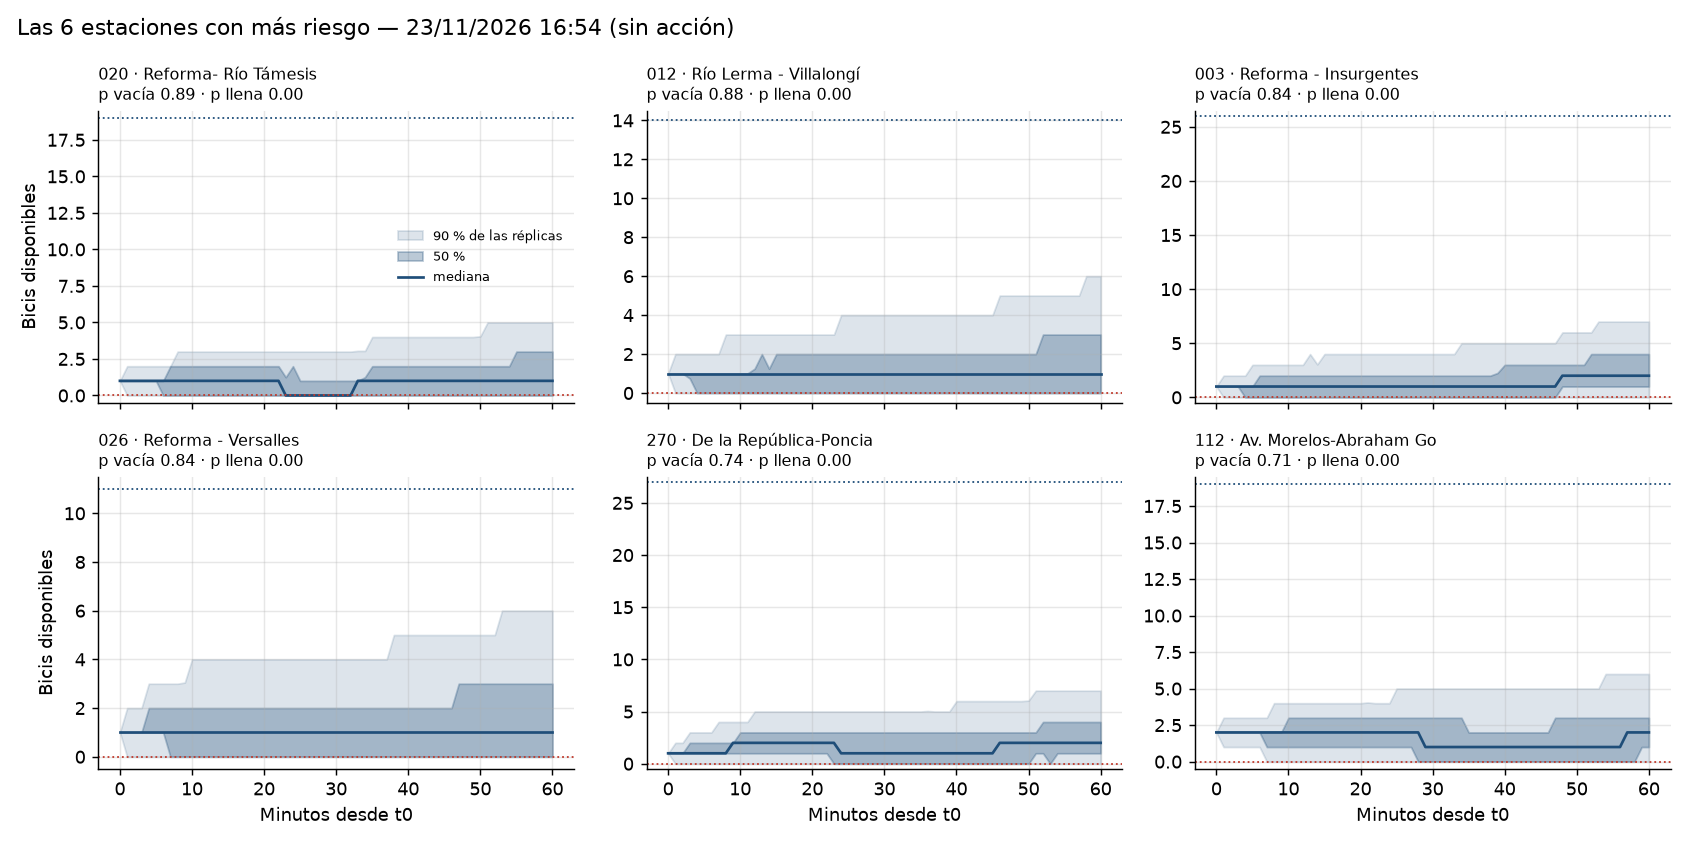 Las 6 estaciones con más riesgo — 23/11/2026 16:54 (sin acción)
020 · Reforma- Río Támesis
p vacía 0.89 · p llena 0.00
17.5
15.0
12.5
10.0
7.5
5.0
2.5
0.0
Bicis disponibles
90 % de las réplicas
50 %
mediana
012 · Río Lerma - Villalongí
p vacía 0.88 · p llena 0.00
14
12
10
8
6
4
2
0
003 · Reforma - Insurgentes
p vacía 0.84 · p llena 0.00
25
20
15
10
5
0
026 · Reforma - Versalles
p vacía 0.84 · p llena 0.00
10
8
6
4
2
0
Bicis disponibles
0 10 20 30 40 50 60
Minutos desde t0
270 · De la República-Poncia
p vacía 0.74 · p llena 0.00
25
20
15
10
5
0
0 10 20 30 40 50 60
Minutos desde t0
112 · Av. Morelos-Abraham Go
p vacía 0.71 · p llena 0.00
17.5
15.0
12.5
10.0
7.5
5.0
2.5
0.0
0 10 20 30 40 50 60
Minutos desde t0